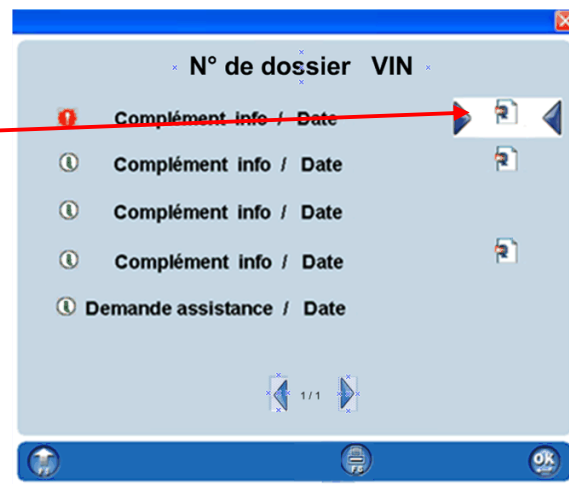 N° de dossier VIN
Complément info / Date
Complément info / Date
Complément info / Date
Complément info / Date
Demande assistance / Date
1 / 1
OK